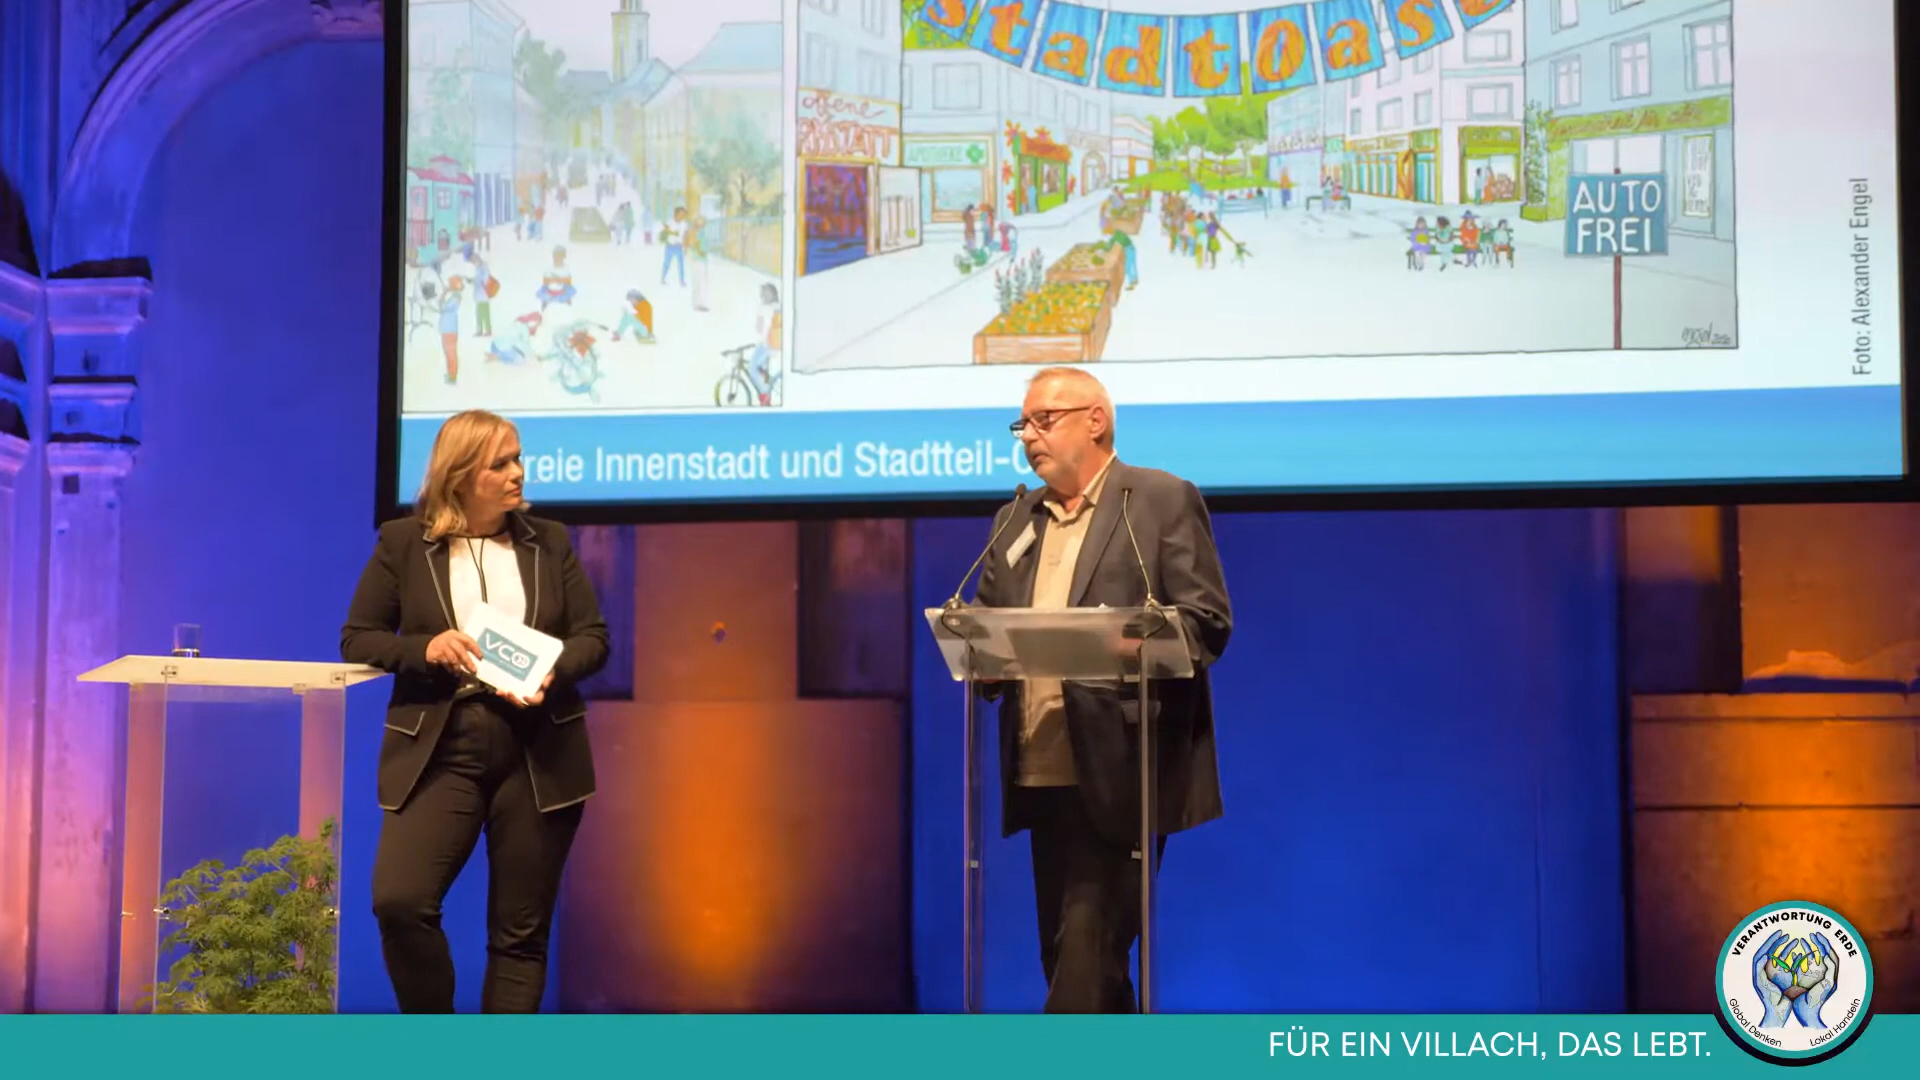 StadtOase
offene
APOTHEKE
AUTO
FREI
engel
Foto: Alexander Engel
reie Innenstadt und Stadtteil-O
VCÖ
VERANTWORTUNG ERDE
Global Denken
Lokal Handeln
FÜR EIN VILLACH, DAS LEBT.